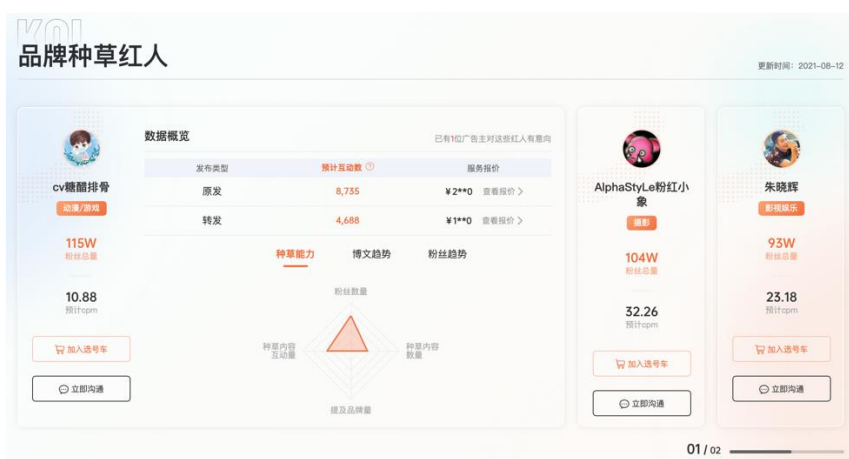 KOL
品牌种草红人
更新时间：2021-08-12
cv糖醋排骨
动漫/游戏
115W
粉丝总量
10.88
预计cpm
加入选号车
立即沟通
数据概览
已有1位广告主对这些红人有意向
发布类型 预计互动数 服务报价
原发 8,735 ¥2**0 查看报价 >
转发 4,688 ¥1**0 查看报价 >
种草能力 博文趋势 粉丝趋势
粉丝数量
种草内容
互动量
种草内容
数量
提及品牌量
AlphaStyLe粉红小
象
摄影
104W
粉丝总量
32.26
预计cpm
加入选号车
立即沟通
朱晓辉
影视娱乐
93W
粉丝总量
23.18
预计cpm
加入选号车
立即沟通
01 / 02